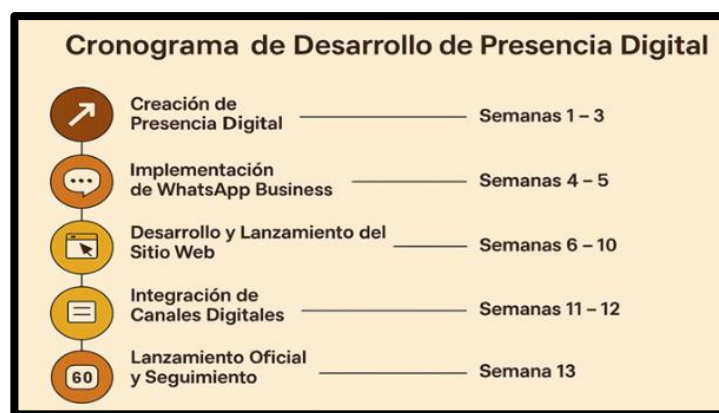 Cronograma de Desarrollo de Presencia Digital
Creación de
Presencia Digital
Semanas 1 – 3
Implementación
de WhatsApp Business
Semanas 4 – 5
Desarrollo y Lanzamiento del
Sitio Web
Semanas 6 – 10
Integración de
Canales Digitales
Semanas 11 – 12
60
Lanzamiento Oficial
y Seguimiento
Semana 13